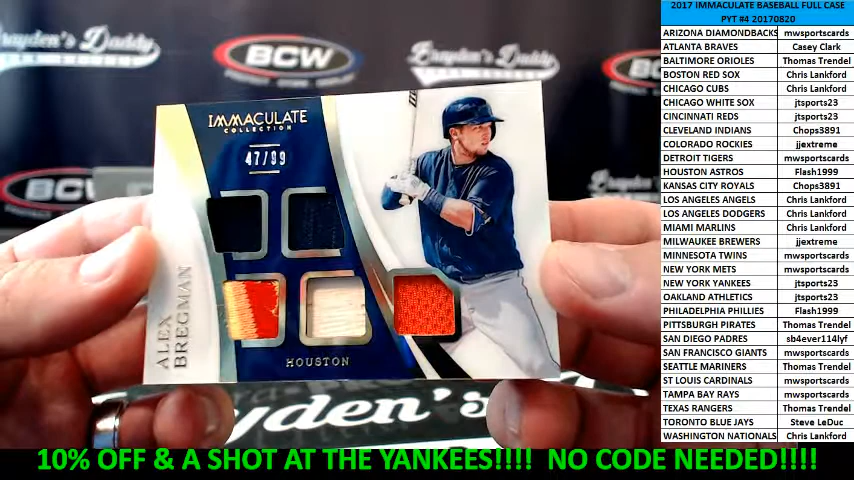 2017 IMMACULATE BASEBALL FULL CASE
PYT #4 20170820
ARIZONA DIAMONDBACKS mwsportscards
ATLANTA BRAVES Casey Clark
BALTIMORE ORIOLES Thomas Trendel
BOSTON RED SOX Chris Lankford
CHICAGO CUBS Chris Lankford
CHICAGO WHITE SOX jtsports23
CINCINNATI REDS jtsports23
CLEVELAND INDIANS Chops3891
COLORADO ROCKIES jjextreme
DETROIT TIGERS mwsportscards
HOUSTON ASTROS Flash1999
KANSAS CITY ROYALS Chops3891
LOS ANGELES ANGELS Chris Lankford
LOS ANGELES DODGERS Chris Lankford
MIAMI MARLINS Chris Lankford
MILWAUKEE BREWERS jjextreme
MINNESOTA TWINS mwsportscards
NEW YORK METS mwsportscards
NEW YORK YANKEES jtsports23
OAKLAND ATHLETICS jtsports23
PHILADELPHIA PHILLIES Flash1999
PITTSBURGH PIRATES Thomas Trendel
SAN DIEGO PADRES sb4ever114lyf
SAN FRANCISCO GIANTS mwsportscards
SEATTLE MARINERS Thomas Trendel
ST LOUIS CARDINALS mwsportscards
TAMPA BAY RAYS mwsportscards
TEXAS RANGERS Thomas Trendel
TORONTO BLUE JAYS Steve LeDuc
WASHINGTON NATIONALS Chris Lankford
rayden's Daddy
BCW
Brayden's Daddy
BCW
IMMACULATE
COLLECTION
47/99
ALEX
BREGMAN
HOUSTON
yden's
10% OFF & A SHOT AT THE YANKEES!!!! NO CODE NEEDED!!!!